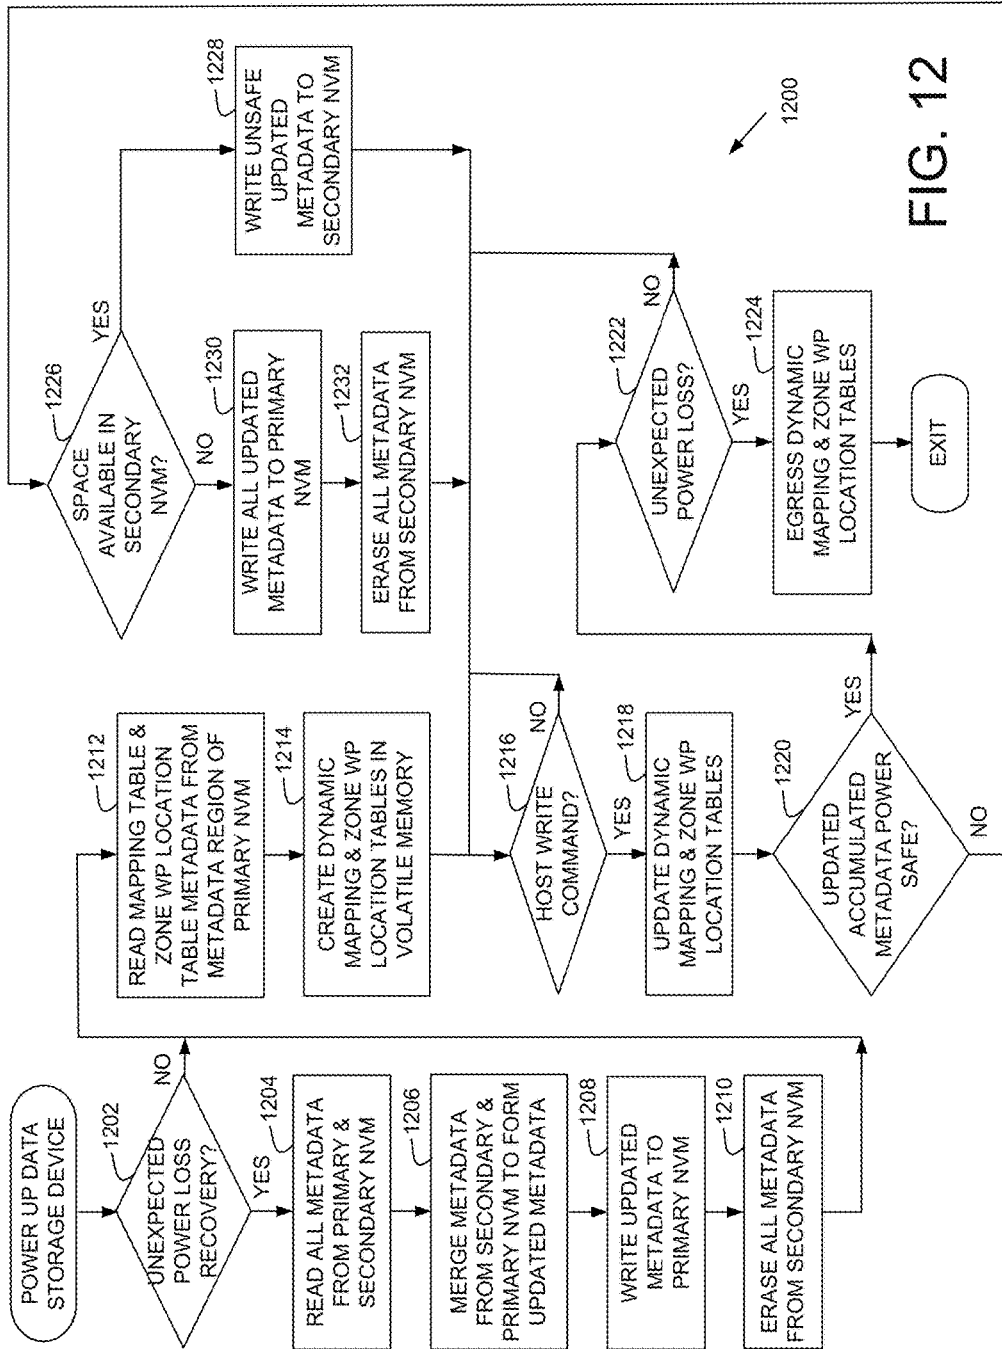 POWER UP DATA
STORAGE DEVICE
1202
UNEXPECTED
POWER LOSS
RECOVERY?
NO
YES
1204
READ ALL METADATA
FROM PRIMARY &
SECONDARY NVM
1206
MERGE METADATA
FROM SECONDARY &
PRIMARY NVM TO FORM
UPDATED METADATA
1208
WRITE UPDATED
METADATA TO
PRIMARY NVM
1210
ERASE ALL METADATA
FROM SECONDARY NVM
1212
READ MAPPING TABLE &
ZONE WP LOCATION
TABLE METADATA FROM
METADATA REGION OF
PRIMARY NVM
1214
CREATE DYNAMIC
MAPPING & ZONE WP
LOCATION TABLES IN
VOLATILE MEMORY
1216
HOST WRITE
COMMAND?
NO
YES
1218
UPDATE DYNAMIC
MAPPING & ZONE WP
LOCATION TABLES
1220
UPDATED
ACCUMULATED
METADATA POWER
SAFE?
YES
NO
1226
SPACE
AVAILABLE IN
SECONDARY
NVM?
YES
NO
1228
WRITE UNSAFE
UPDATED
METADATA TO
SECONDARY NVM
1230
WRITE ALL UPDATED
METADATA TO PRIMARY
NVM
1232
ERASE ALL METADATA
FROM SECONDARY NVM
1222
UNEXPECTED
POWER LOSS?
NO
YES
1224
EGRESS DYNAMIC
MAPPING & ZONE WP
LOCATION TABLES
EXIT
1200
FIG. 12